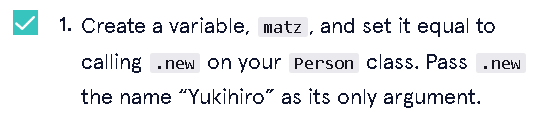 1. Create a variable, matz, and set it equal to
calling .new on your Person class. Pass .new
the name “Yukihiro” as its only argument.